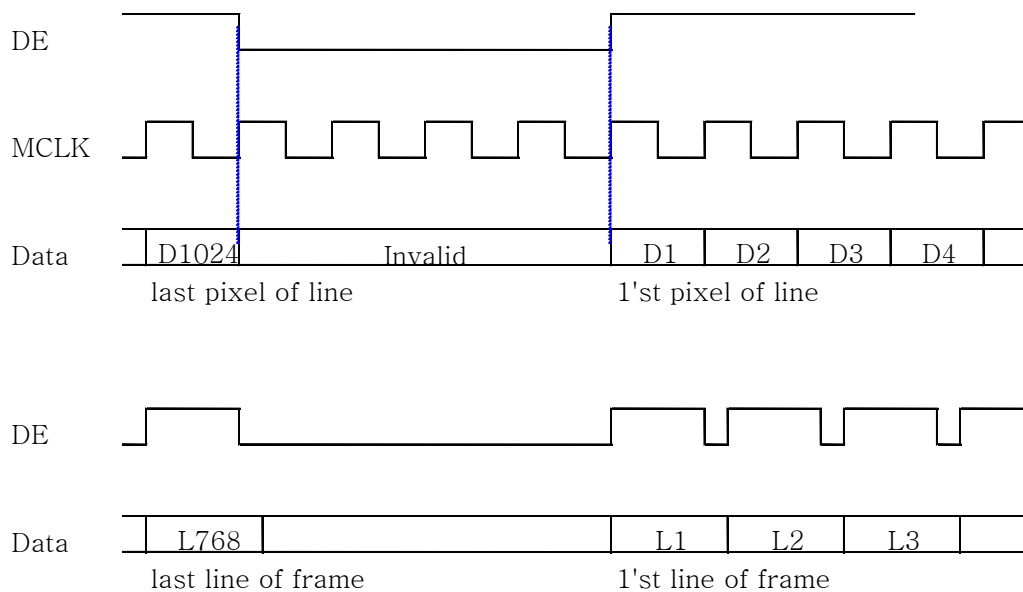 DE
MCLK
Data D1024 Invalid D1 D2 D3 D4
last pixel of line 1'st pixel of line
DE
Data L768 L1 L2 L3
last line of frame 1'st line of frame